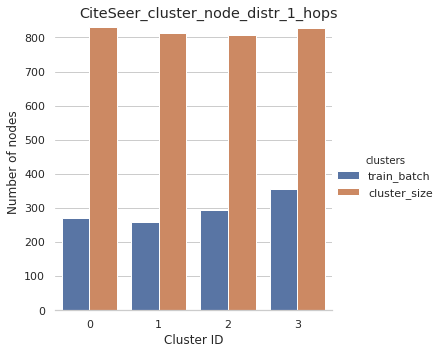 CiteSeer_cluster_node_distr_1_hops
800
700
600
500
400
300
200
100
0
Number of nodes
0 1 2 3
Cluster ID
clusters
train_batch
cluster_size